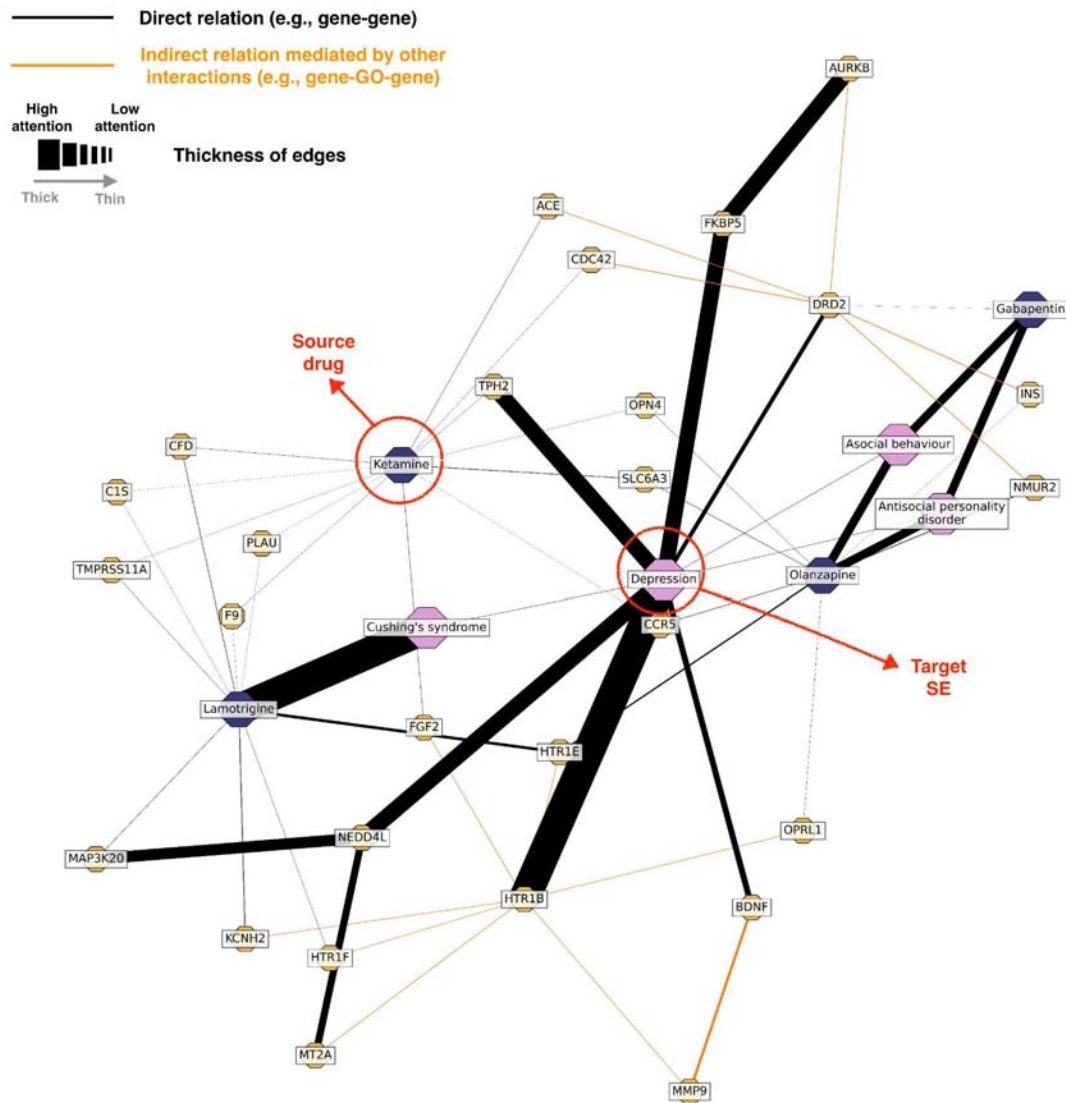 Direct relation (e.g., gene-gene)
Indirect relation mediated by other
interactions (e.g., gene-GO-gene)
High
attention
Low
attention
Thickness of edges
Thick
Thin
AURKB
ACE
FKBP5
CDC42
DRD2
Gabapentin
Source
drug
TPH2
OPN4
INS
CFD
Ketamine
Asocial behaviour
SLC6A3
C1S
NMUR2
Antisocial personality
disorder
PLAU
TMPRSS11A
Depression
Olanzapine
F9
Cushing's syndrome
CCR5
Target
SE
Lamotrigine
FGF2
HTR1E
OPRL1
NEDD4L
MAP3K20
HTR1B
BDNF
KCNH2
HTR1F
MT2A
MMP9